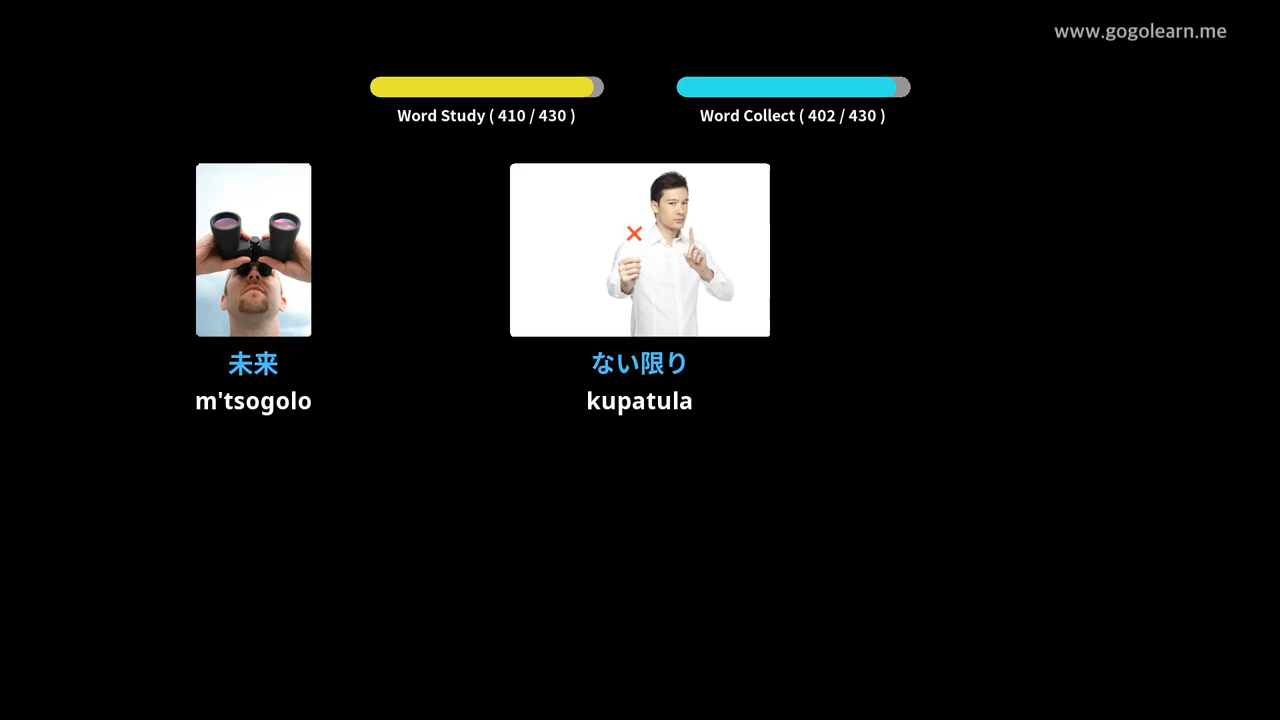 www.gogolearn.me
Word Study ( 410 / 430 )
Word Collect ( 402 / 430 )
未来
m'tsogolo
ない限り
kupatula